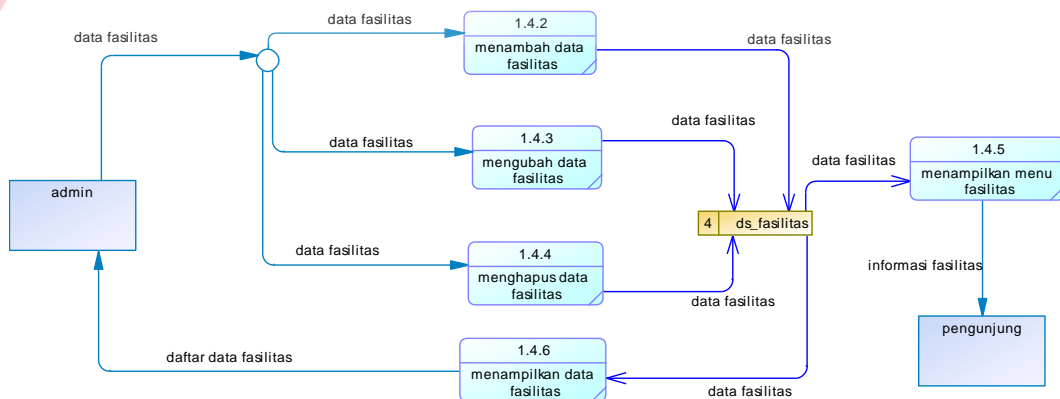 data fasilitas
data fasilitas
1.4.2
menambah data
fasilitas
data fasilitas
data fasilitas
1.4.3
mengubah data
fasilitas
data fasilitas
admin
data fasilitas
1.4.4
menghapus data
fasilitas
data fasilitas
4 ds_fasilitas
data fasilitas
1.4.5
menampilkan menu
fasilitas
informasi fasilitas
pengunjung
daftar data fasilitas
1.4.6
menampilkan data
fasilitas
data fasilitas